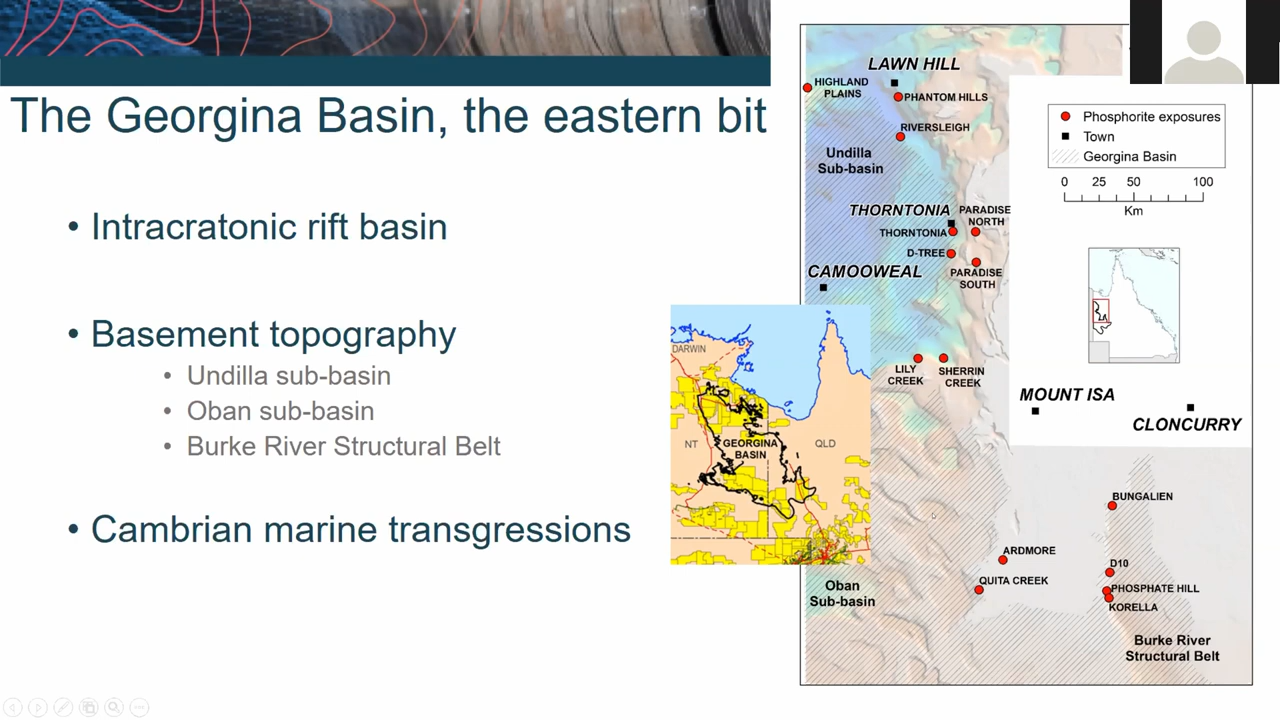 The Georgina Basin, the eastern bit
• Intracratonic rift basin
• Basement topography
• Undilla sub-basin
• Oban sub-basin
• Burke River Structural Belt
• Cambrian marine transgressions
DARWIN
NT
GEORGINA
BASIN
QLD
LAWN HILL
HIGHLAND
PLAINS
PHANTOM HILLS
RIVERSLEIGH
Undilla
Sub-basin
THORNTONIA
PARADISE
NORTH
THORNTONIA
D-TREE
PARADISE
SOUTH
CAMOOWEAL
LILY
CREEK
SHERRIN
CREEK
Phosphorite exposures
Town
Georgina Basin
0 25 50 100
Km
MOUNT ISA
CLONCURRY
BUNGALIEN
ARDMORE
D10
QUITA CREEK
PHOSPHATE HILL
KORELLA
Oban
Sub-basin
Burke River
Structural Belt